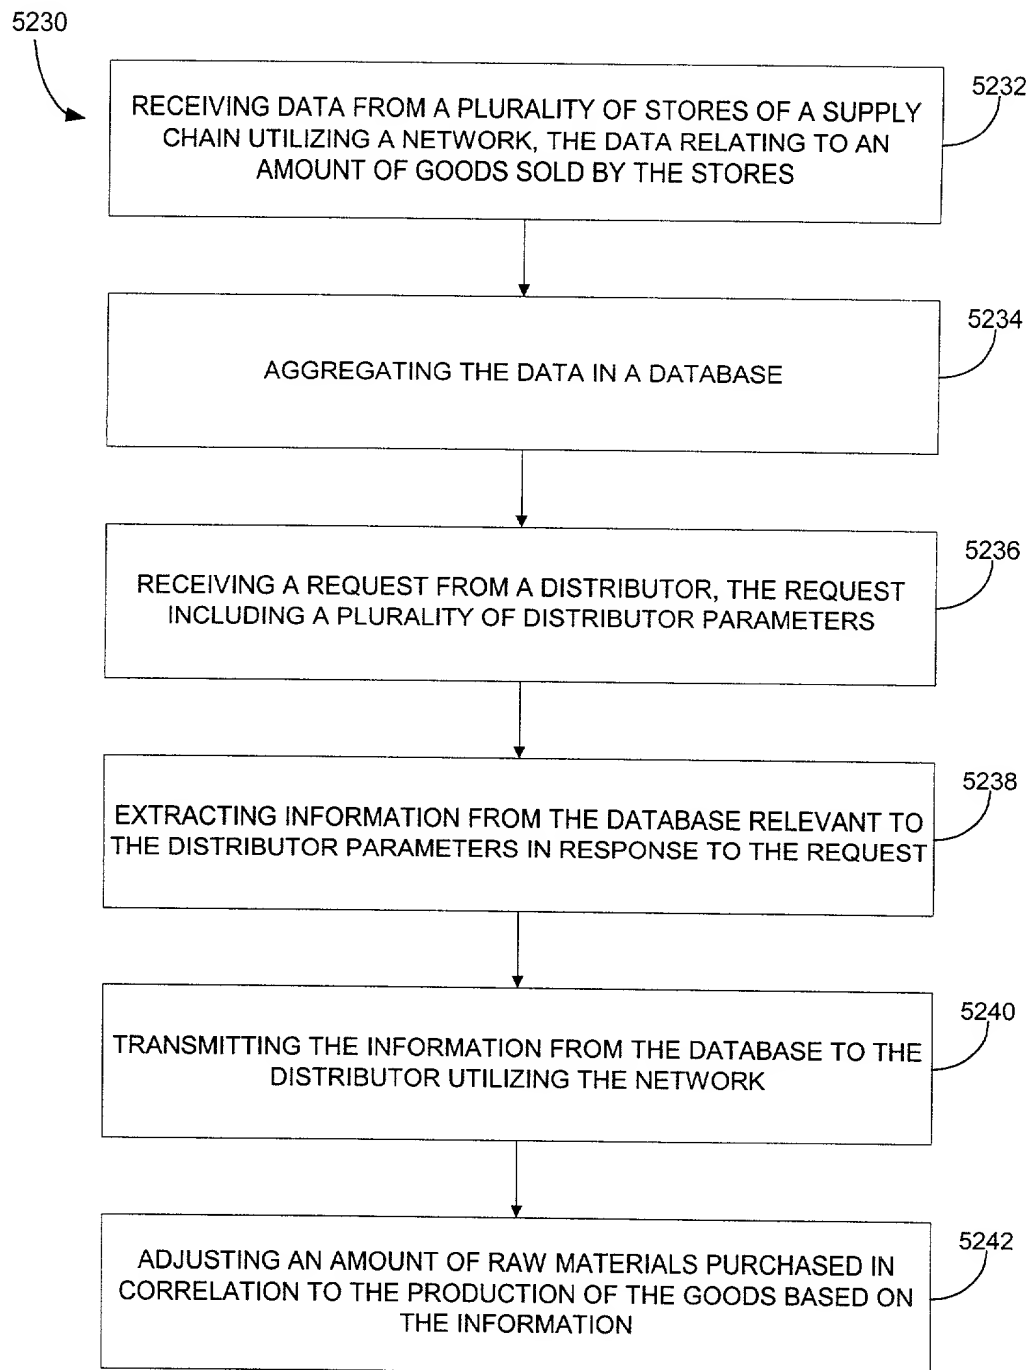 5230
5232
RECEIVING DATA FROM A PLURALITY OF STORES OF A SUPPLY
CHAIN UTILIZING A NETWORK, THE DATA RELATING TO AN
AMOUNT OF GOODS SOLD BY THE STORES
5234
AGGREGATING THE DATA IN A DATABASE
5236
RECEIVING A REQUEST FROM A DISTRIBUTOR, THE REQUEST
INCLUDING A PLURALITY OF DISTRIBUTOR PARAMETERS
5238
EXTRACTING INFORMATION FROM THE DATABASE RELEVANT TO
THE DISTRIBUTOR PARAMETERS IN RESPONSE TO THE REQUEST
5240
TRANSMITTING THE INFORMATION FROM THE DATABASE TO THE
DISTRIBUTOR UTILIZING THE NETWORK
5242
ADJUSTING AN AMOUNT OF RAW MATERIALS PURCHASED IN
CORRELATION TO THE PRODUCTION OF THE GOODS BASED ON
THE INFORMATION